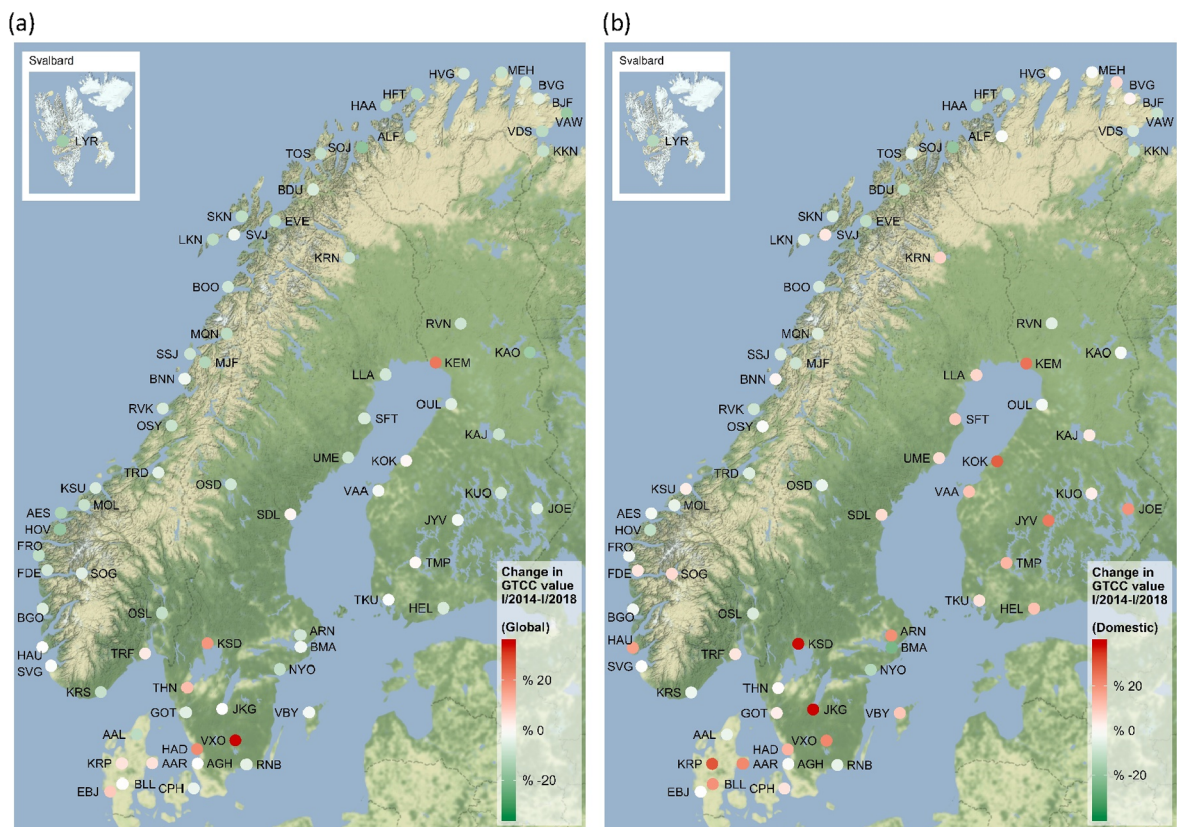 (a)
Svalbard
LYR
HVG
MEH
BVG
HFT
BJF
HAA
VAW
ALF
VDS
SOJ
TOS
KKN
BDU
SKN
EVE
SVJ
LKN
KRN
BOO
RVN
MQN
SSJ
KAO
MJF
KEM
BNN
LLA
OUL
RVK
SFT
OSY
KAJ
UME
KOK
TRD
OSD
KSU
VAA
KUO
MOL
JOE
AES
SDL
JYV
HOV
FRO
TMP
FDE
SOG
TKU
HEL
OSL
BGO
ARN
KSD
BMA
HAU
TRF
SVG
NYO
THN
KRS
GOT
JKG
VBY
AAL
VXO
HAD
KRP
AAR
AGH
RNB
BLL
EBJ
CPH
Change in
GTCC value
I/2014-I/2018
(Global)
% 20
% 0
% -20
(b)
Svalbard
LYR
HVG
MEH
BVG
HFT
BJF
HAA
VAW
ALF
VDS
SOJ
TOS
KKN
BDU
SKN
EVE
SVJ
LKN
KRN
BOO
RVN
MQN
SSJ
KAO
MJF
KEM
BNN
LLA
OUL
RVK
SFT
OSY
KAJ
UME
KOK
TRD
OSD
KSU
VAA
KUO
MOL
JOE
AES
SDL
JYV
HOV
FRO
TMP
FDE
SOG
TKU
HEL
OSL
BGO
ARN
HAU
KSD
BMA
TRF
SVG
NYO
THN
KRS
GOT
JKG
VBY
AAL
VXO
HAD
KRP
AAR
AGH
RNB
BLL
EBJ
CPH
Change in
GTCC value
I/2014-I/2018
(Domestic)
% 20
% 0
% -20